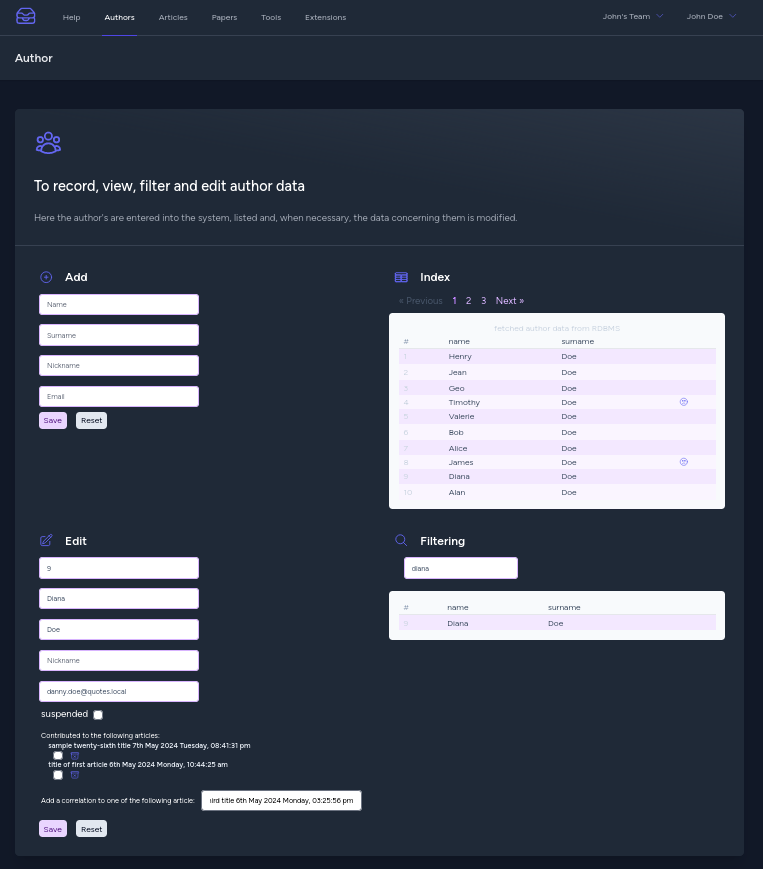 Help Authors Articles Papers Tools Extensions John's Team John Doe
Author
To record, view, filter and edit author data
Here the author's are entered into the system, listed and, when necessary, the data concerning them is modified.
Add
Name
Surname
Nickname
Email
Save Reset
Index
« Previous 1 2 3 Next »
fetched author data from RDBMS
# name surname
1 Henry Doe
2 Jean Doe
3 Geo Doe
4 Timothy Doe
5 Valerie Doe
6 Bob Doe
7 Alice Doe
8 James Doe
9 Diana Doe
10 Alan Doe
Edit
9
Diana
Doe
Nickname
danny.doe@quotes.local
suspended
Contributed to the following articles:
sample twenty-sixth title 7th May 2024 Tuesday, 08:41:31 pm
title of first article 6th May 2024 Monday, 10:44:25 am
Add a correlation to one of the following article: ird title 6th May 2024 Monday, 03:25:56 pm
Save Reset
Filtering
diana
# name surname
9 Diana Doe